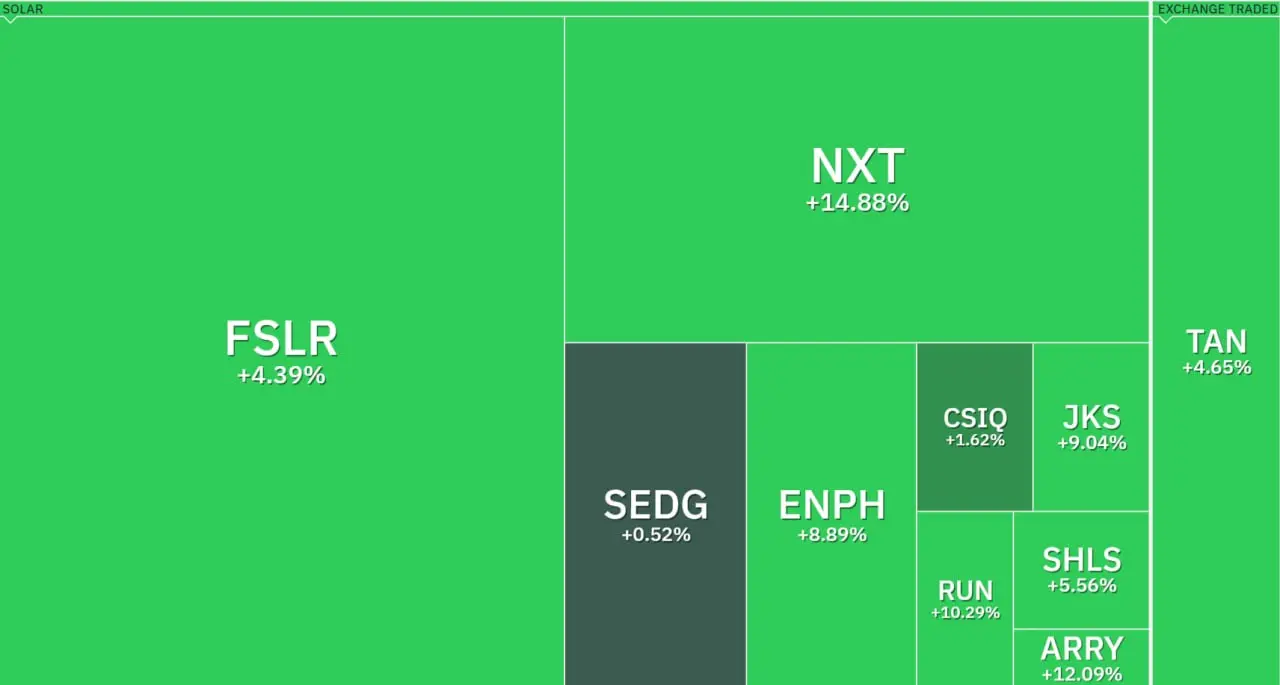 SOLAR
EXCHANGE TRADED
FSLR
+4.39%
NXT
+14.88%
SEDG
+0.52%
ENPH
+8.89%
CSIQ
+1.62%
JKS
+9.04%
RUN
+10.29%
SHLS
+5.56%
ARRY
+12.09%
TAN
+4.65%